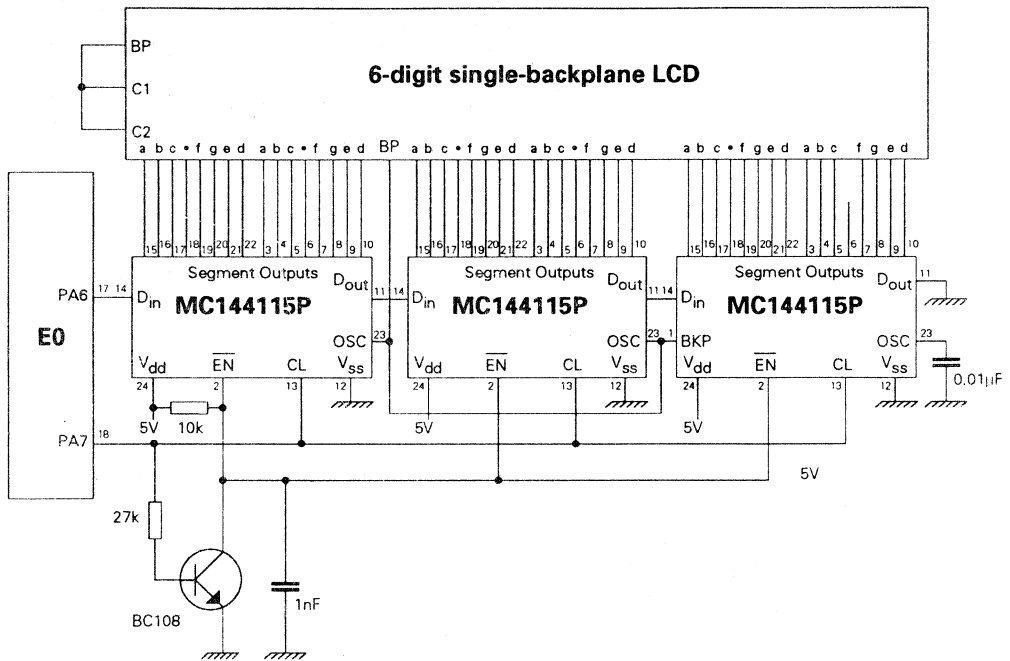 BP
6-digit single-backplane LCD
C1
C2
a b c • f g e d a b c • f g e d BP a b c • f g e d a b c • f g e d a b c • f g e d a b c f g e d
15 16 17 18 19 20 21 22 3 4 5 6 7 8 9 10 15 16 17 18 19 20 21 22 3 4 5 6 7 8 9 10 15 16 17 18 19 20 21 22 3 4 5 6 7 8 9 10
Segment Outputs Segment Outputs Segment Outputs
Dout Dout Dout 11
PA6 17 14 Din MC144115P 11 14 Din MC144115P 11 14 Din MC144115P
E0
OSC 23 OSC 23 1 BKP OSC 23
Vdd EN CL Vss Vdd EN CL Vss Vdd EN CL Vss
24 2 13 12 24 2 13 12 24 2 13 12
0.01µF
5V 10k 5V 5V
PA7 18
5V
27k
1nF
BC108